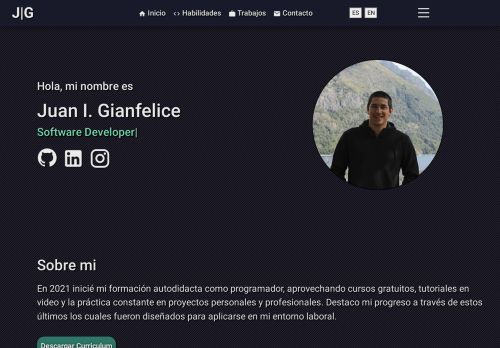 J|G
Inicio
Habilidades
Trabajos
Contacto
ES
EN
Hola, mi nombre es
Juan I. Gianfelice
Software Developer|
Sobre mi
En 2021 inicié mi formación autodidacta como programador, aprovechando cursos gratuitos, tutoriales en
video y la práctica constante en proyectos personales y profesionales. Destaco mi progreso a través de estos
últimos los cuales fueron diseñados para aplicarse en mi entorno laboral.
Descargar Curriculum